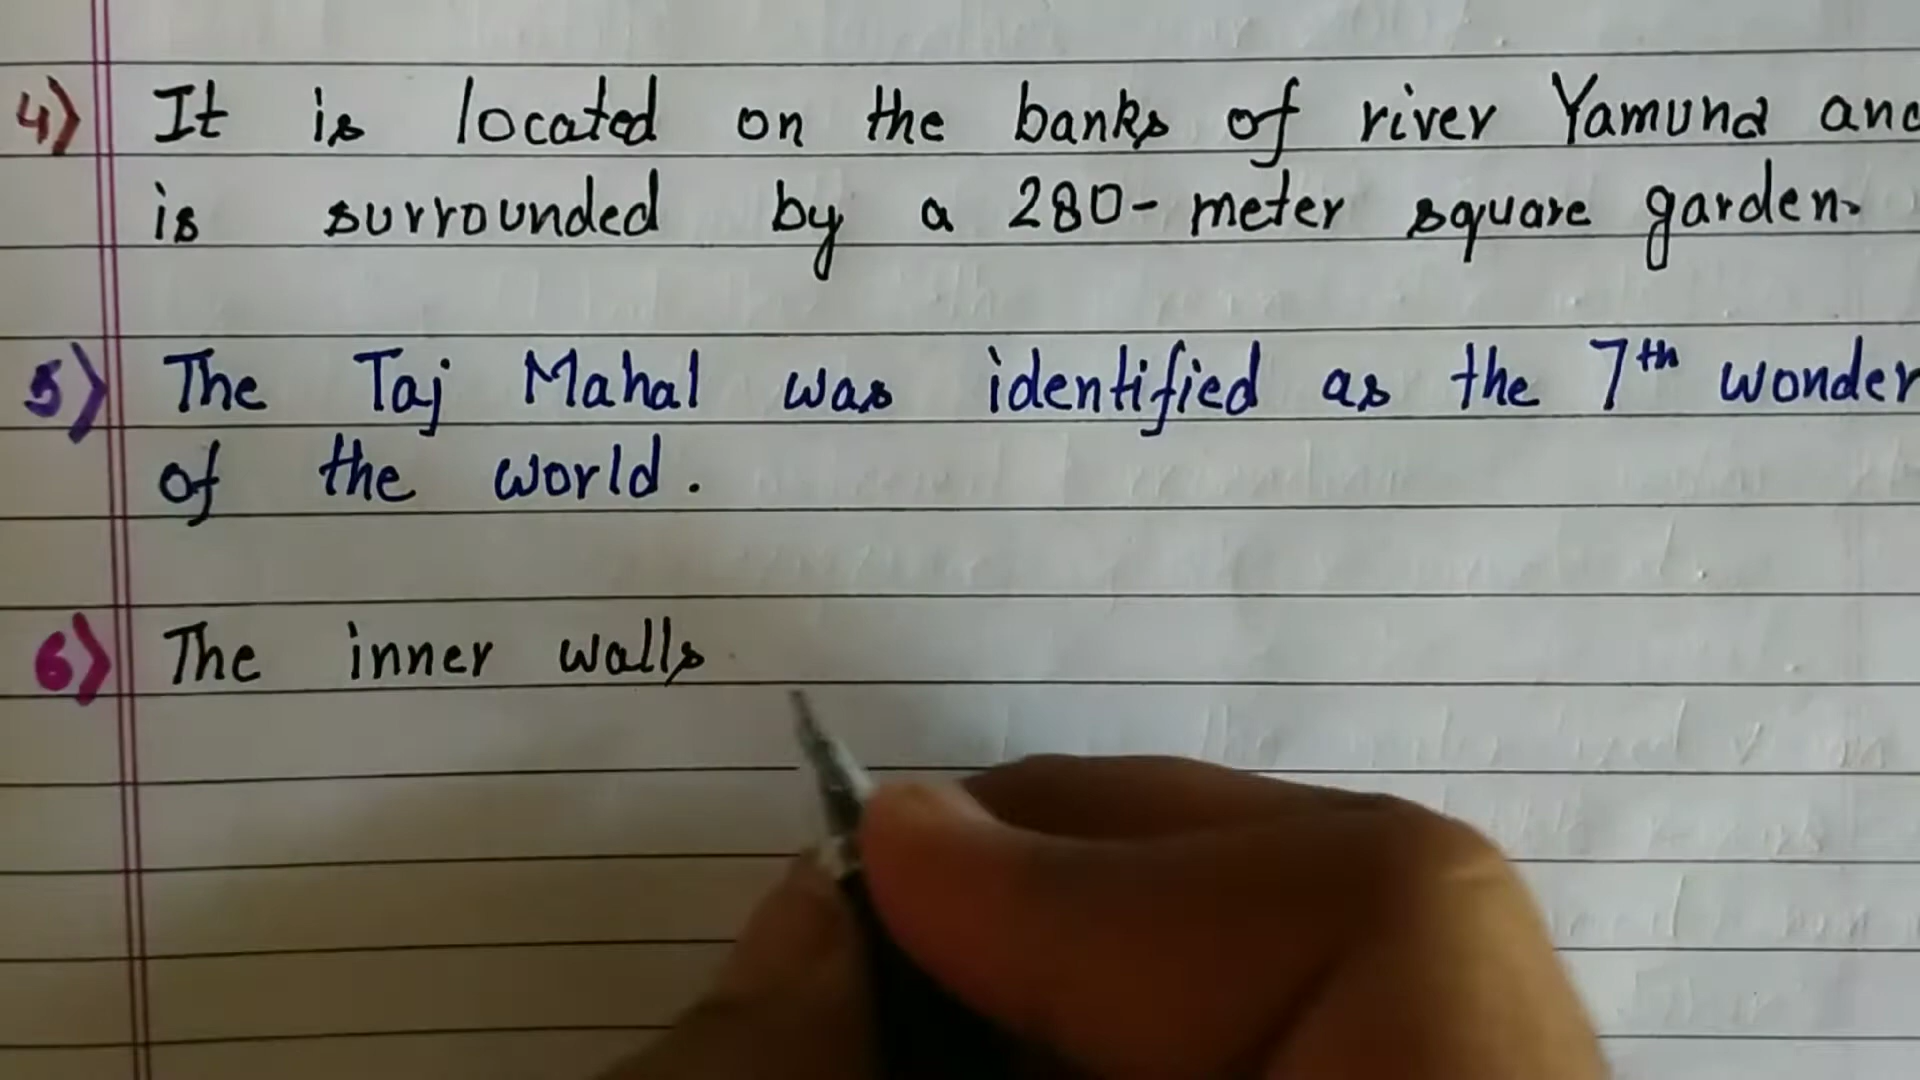 4) It is located on the banks of river Yamuna and
is surrounded by a 280-meter square garden.
5) The Taj Mahal was identified as the 7th wonder
of the world.
6) The inner walls